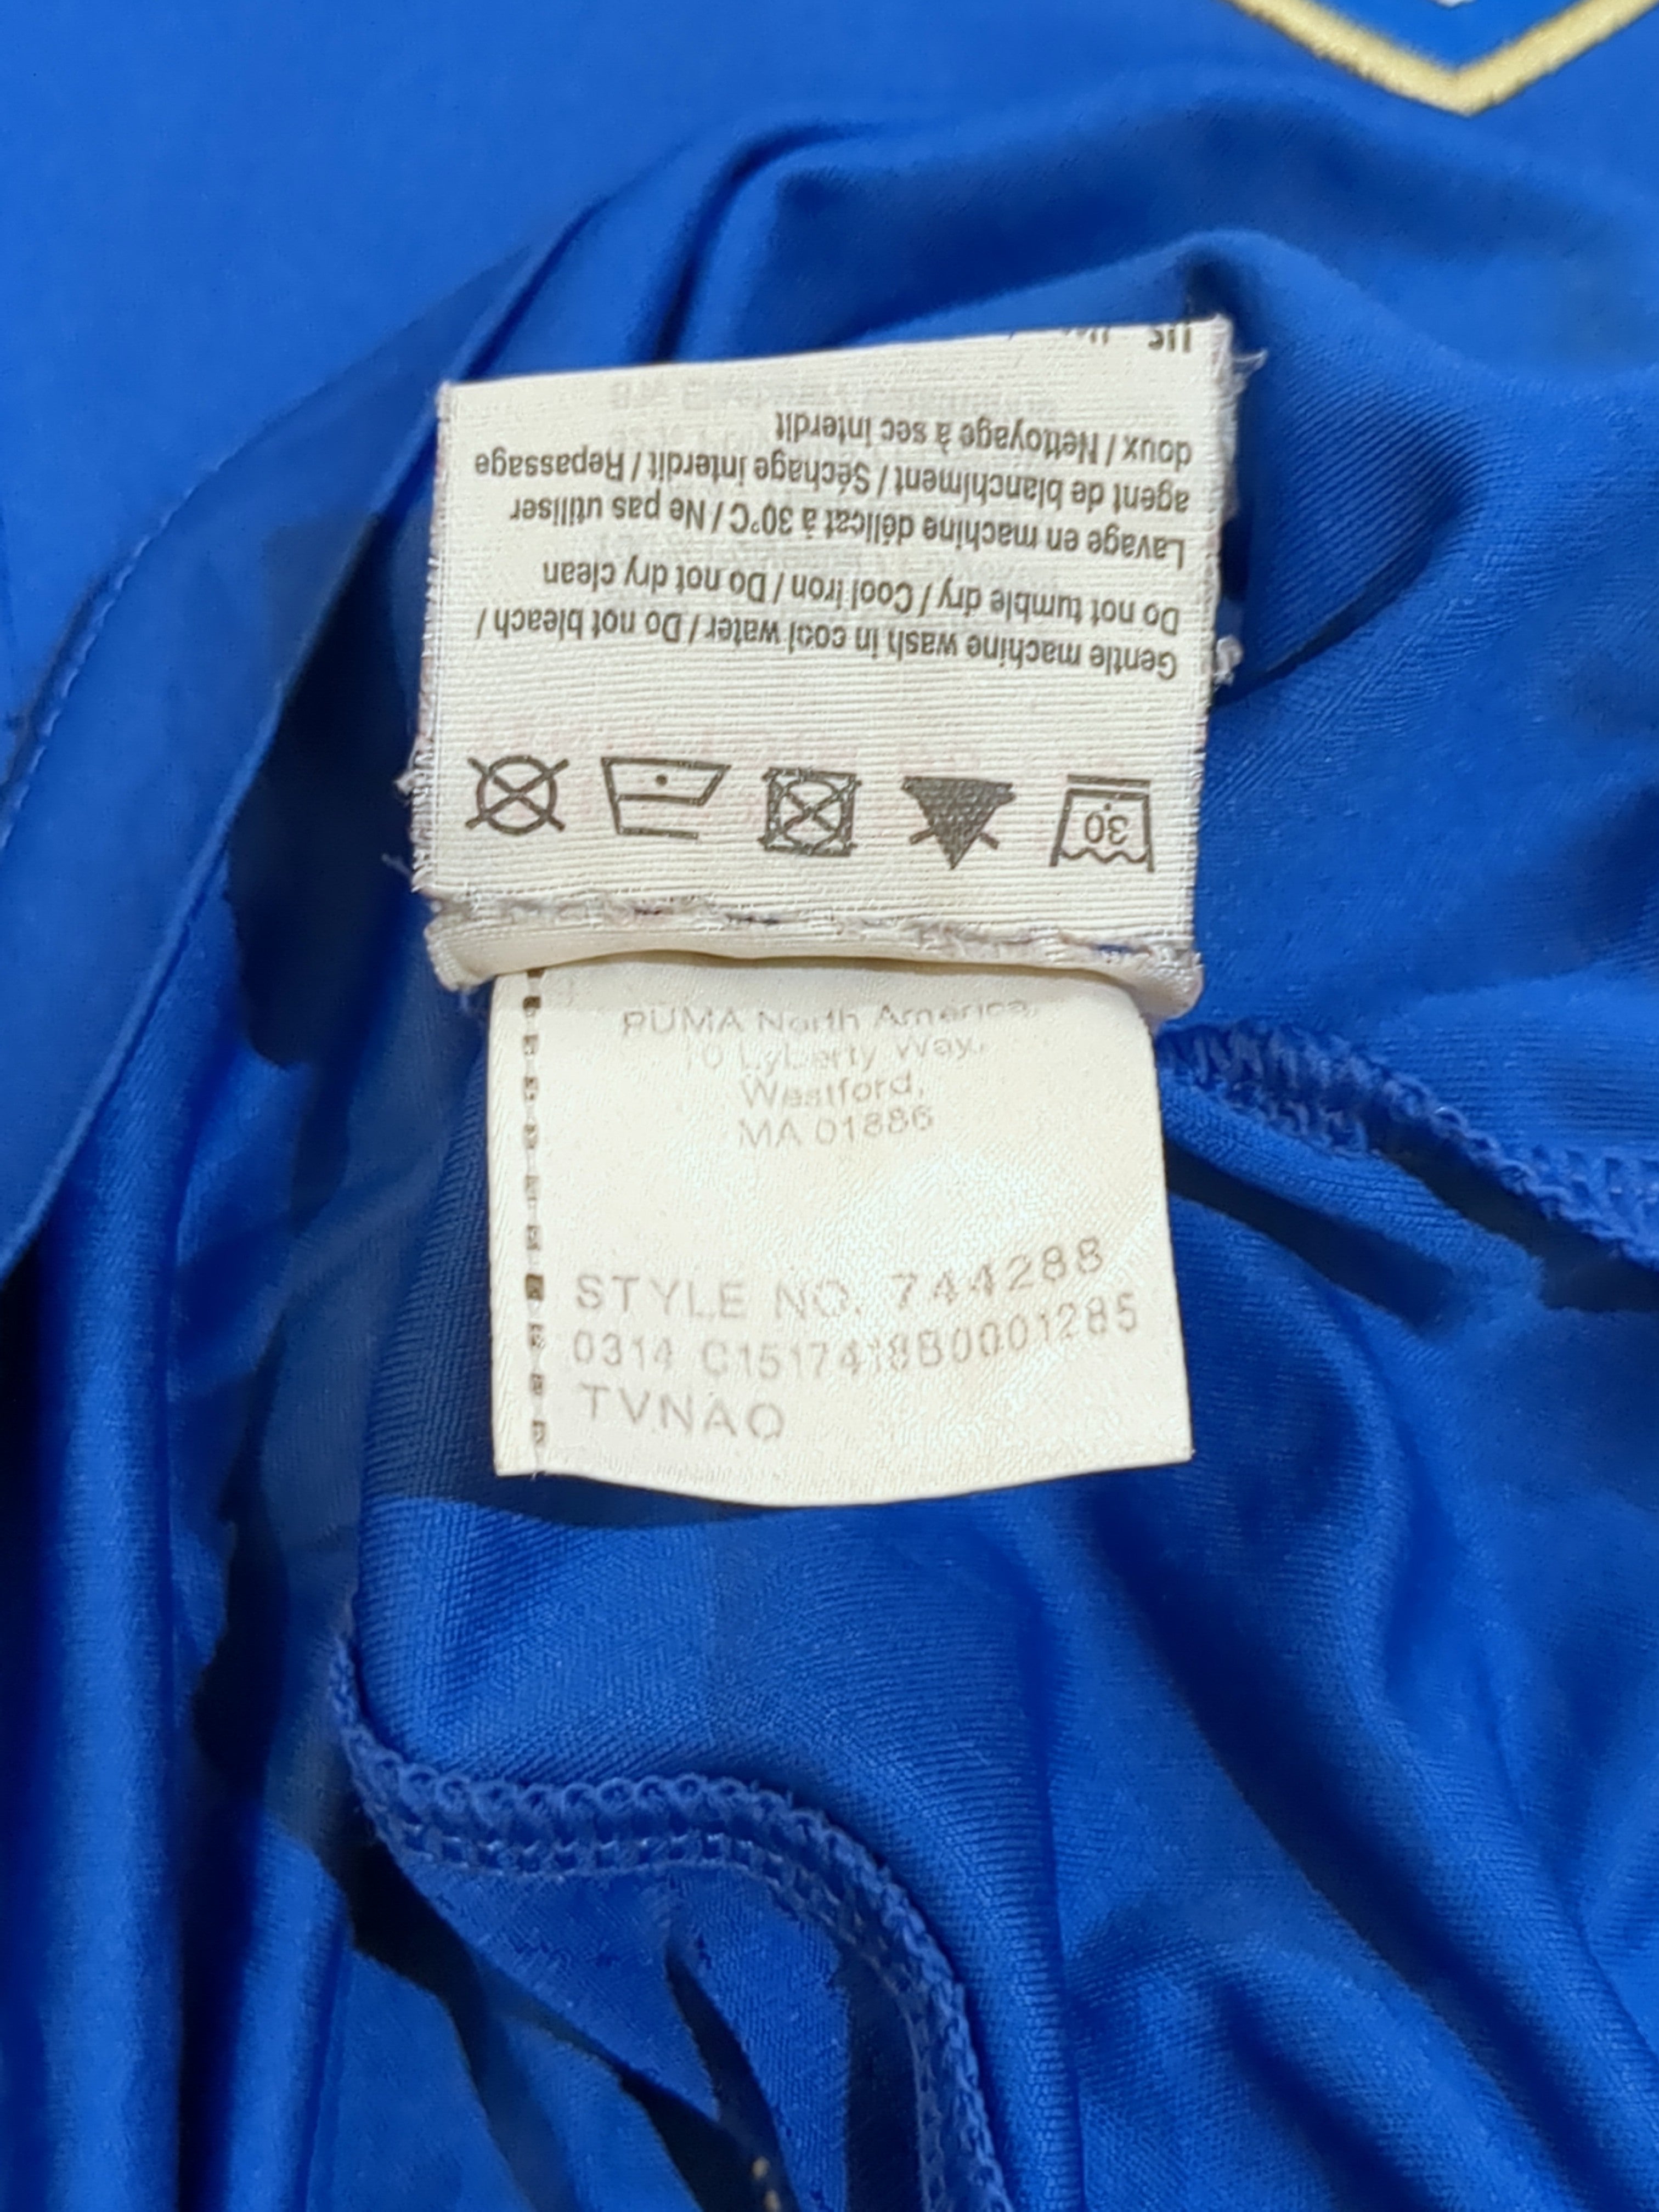 Gentle machine wash in cool water / Do not bleach /
Do not tumble dry / Cool iron / Do not dry clean
Lavage en machine délicat à 30°C / Ne pas utiliser
agent de blanchiment / Séchage interdit / Repassage
doux / Nettoyage à sec interdit
30
PUMA North America,
10 Lyberty Way,
Westford,
MA 01886
STYLE NO. 744288
0314 C1517418B0001285
TVNAO